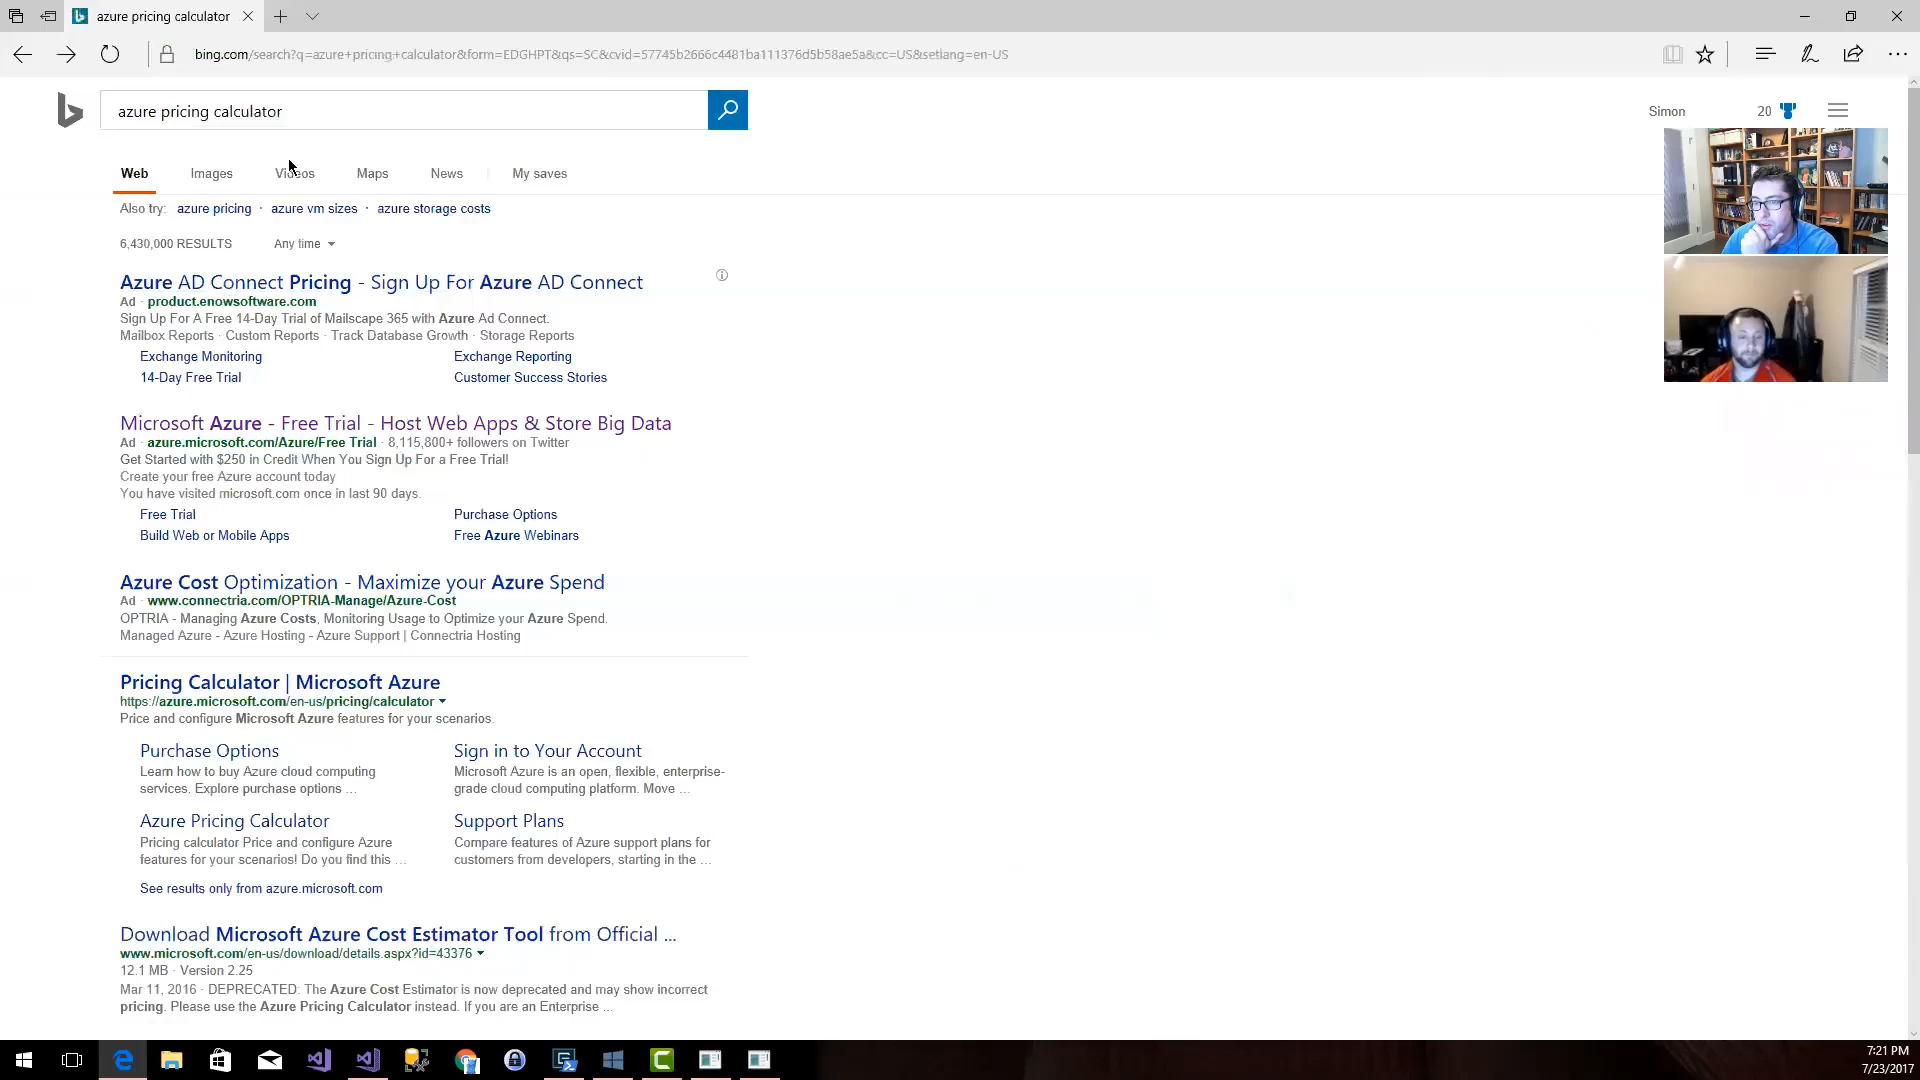 azure pricing calculator
bing.com/search?q=azure+pricing+calculator&form=EDGHPT&qs=SC&cvid=57745b2666c4481ba111376d5b58ae5a&cc=US&setlang=en-US
azure pricing calculator
Simon 20
Web Images Videos Maps News My saves
Also try: azure pricing · azure vm sizes · azure storage costs
6,430,000 RESULTS Any time
Azure AD Connect Pricing - Sign Up For Azure AD Connect
Ad · product.enowsoftware.com
Sign Up For A Free 14-Day Trial of Mailscape 365 with Azure Ad Connect.
Mailbox Reports · Custom Reports · Track Database Growth · Storage Reports
Exchange Monitoring Exchange Reporting
14-Day Free Trial Customer Success Stories
Microsoft Azure - Free Trial - Host Web Apps & Store Big Data
Ad · azure.microsoft.com/Azure/Free Trial · 8,115,800+ followers on Twitter
Get Started with $250 in Credit When You Sign Up For a Free Trial!
Create your free Azure account today
You have visited microsoft.com once in last 90 days.
Free Trial Purchase Options
Build Web or Mobile Apps Free Azure Webinars
Azure Cost Optimization - Maximize your Azure Spend
Ad · www.connectria.com/OPTRIA-Manage/Azure-Cost
OPTRIA - Managing Azure Costs, Monitoring Usage to Optimize your Azure Spend.
Managed Azure - Azure Hosting - Azure Support | Connectria Hosting
Pricing Calculator | Microsoft Azure
https://azure.microsoft.com/en-us/pricing/calculator
Price and configure Microsoft Azure features for your scenarios.
Purchase Options Sign in to Your Account
Learn how to buy Azure cloud computing Microsoft Azure is an open, flexible, enterprise-
services. Explore purchase options ... grade cloud computing platform. Move ...
Azure Pricing Calculator Support Plans
Pricing calculator Price and configure Azure Compare features of Azure support plans for
features for your scenarios! Do you find this ... customers from developers, starting in the ...
See results only from azure.microsoft.com
Download Microsoft Azure Cost Estimator Tool from Official ...
www.microsoft.com/en-us/download/details.aspx?id=43376
12.1 MB · Version 2.25
Mar 11, 2016 · DEPRECATED: The Azure Cost Estimator is now deprecated and may show incorrect
pricing. Please use the Azure Pricing Calculator instead. If you are an Enterprise ...
7:21 PM
7/23/2017